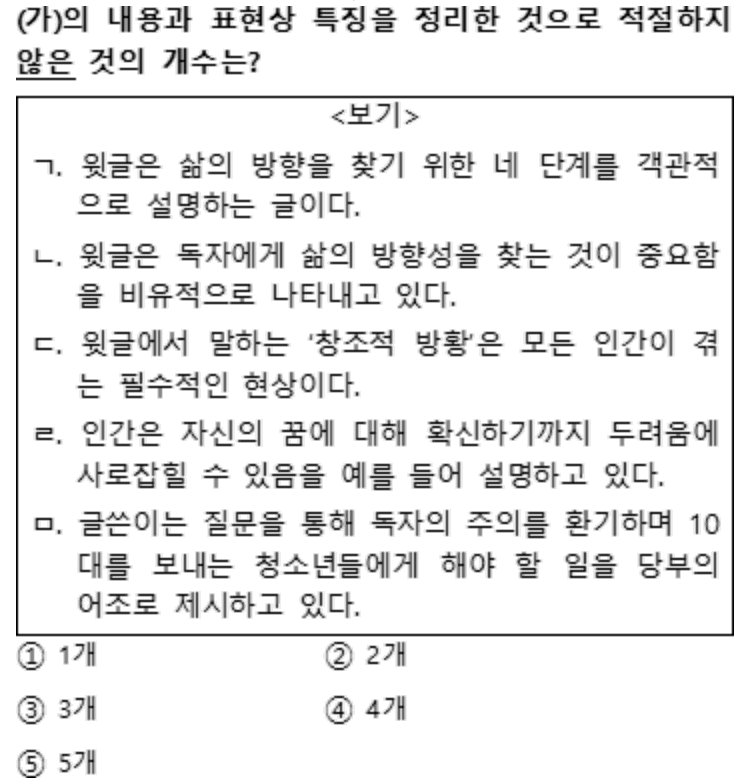 (가)의 내용과 표현상 특징을 정리한 것으로 적절하지
않은 것의 개수는?
<보기>
ㄱ. 윗글은 삶의 방향을 찾기 위한 네 단계를 객관적
으로 설명하는 글이다.
ㄴ. 윗글은 독자에게 삶의 방향성을 찾는 것이 중요함
을 비유적으로 나타내고 있다.
ㄷ. 윗글에서 말하는 '창조적 방황'은 모든 인간이 겪
는 필수적인 현상이다.
ㄹ. 인간은 자신의 꿈에 대해 확신하기까지 두려움에
사로잡힐 수 있음을 예를 들어 설명하고 있다.
ㅁ. 글쓴이는 질문을 통해 독자의 주의를 환기하며 10
대를 보내는 청소년들에게 해야 할 일을 당부의
어조로 제시하고 있다.
① 1개 ② 2개
③ 3개 ④ 4개
⑤ 5개